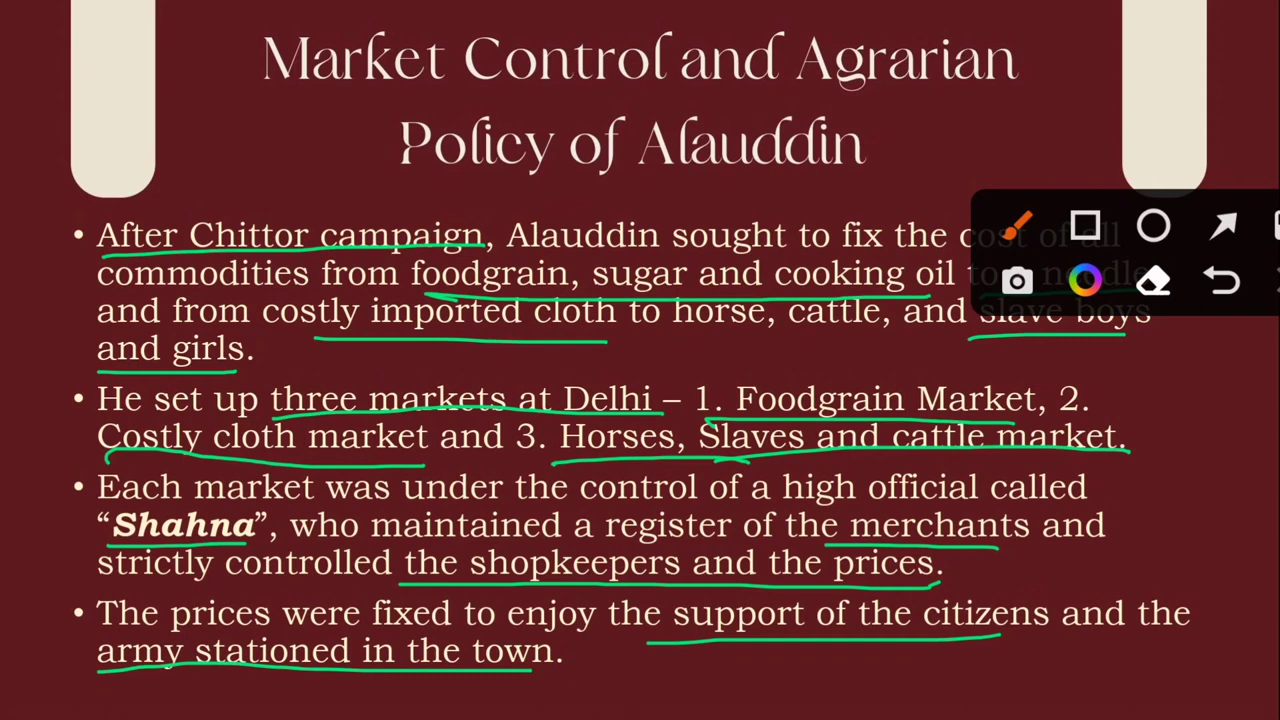 Market Control and Agrarian
Policy of Alauddin
• After Chittor campaign, Alauddin sought to fix the cost of all
commodities from foodgrain, sugar and cooking oil to a needle
and from costly imported cloth to horse, cattle, and slave boys
and girls.
• He set up three markets at Delhi – 1. Foodgrain Market, 2.
Costly cloth market and 3. Horses, Slaves and cattle market.
• Each market was under the control of a high official called
“Shahna”, who maintained a register of the merchants and
strictly controlled the shopkeepers and the prices.
• The prices were fixed to enjoy the support of the citizens and the
army stationed in the town.